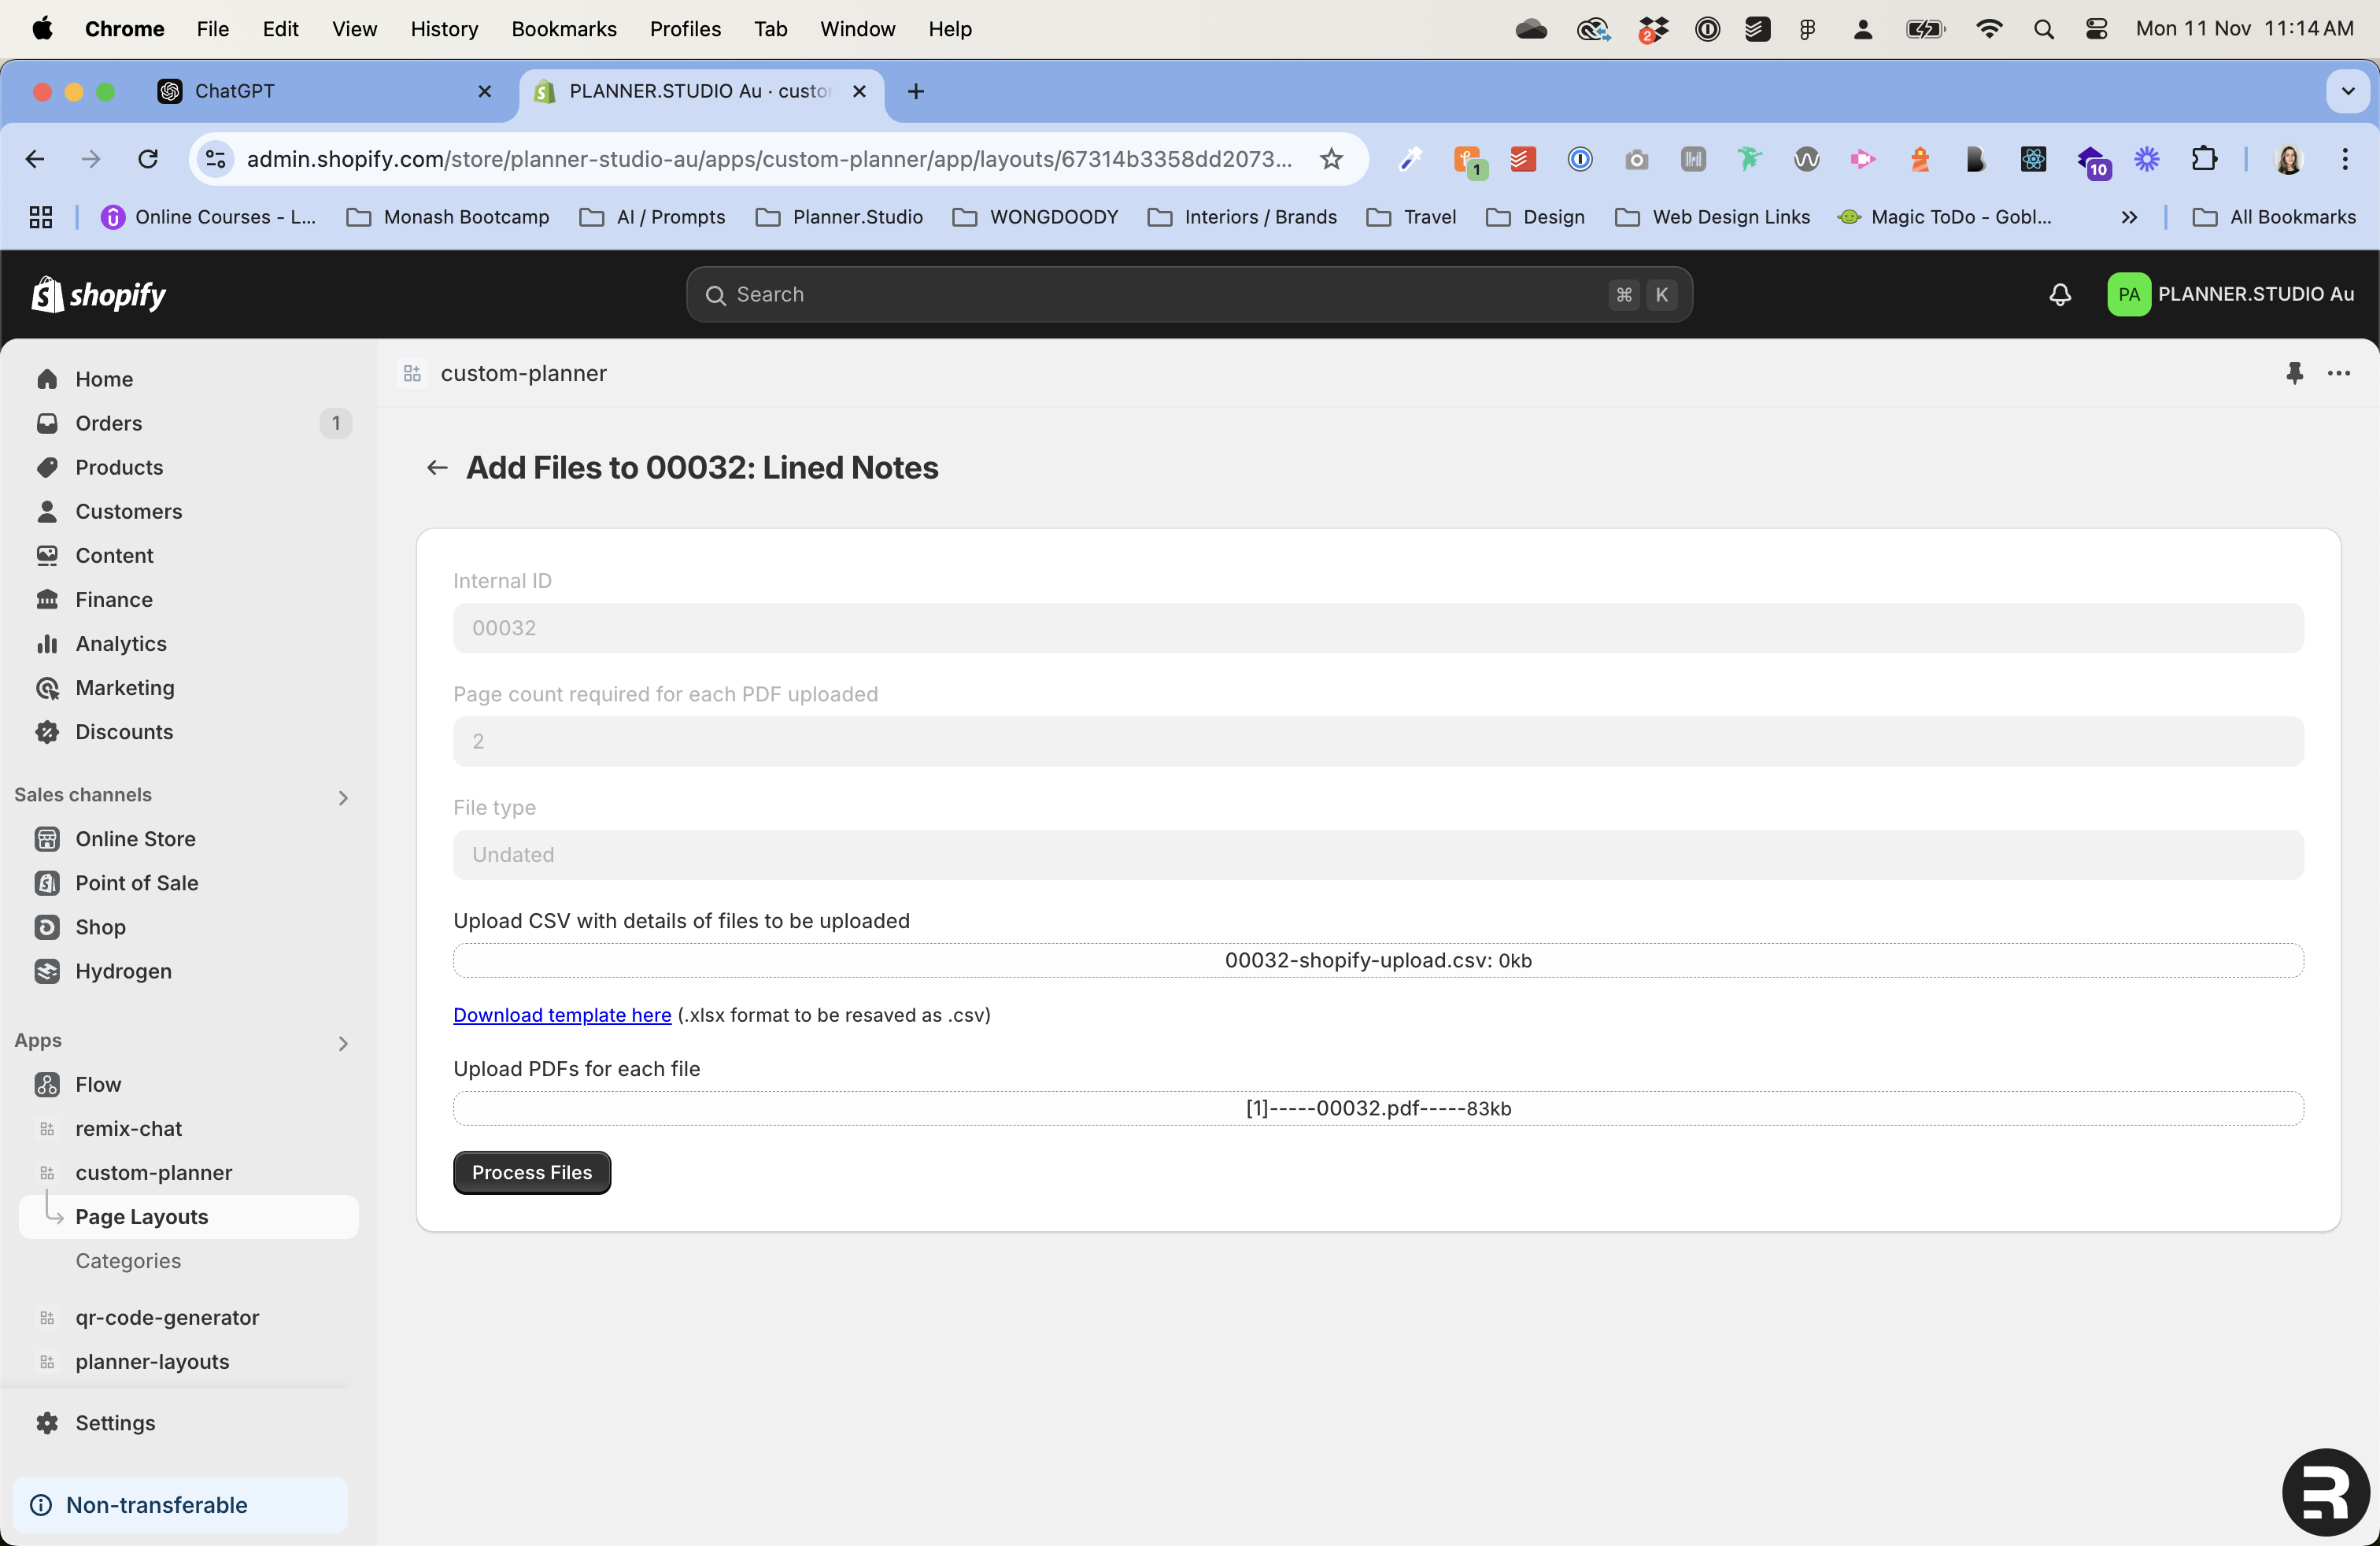 Chrome File Edit View History Bookmarks Profiles Tab Window Help 2 Mon 11 Nov 11:14 AM
ChatGPT PLANNER.STUDIO Au · custo
admin.shopify.com/store/planner-studio-au/apps/custom-planner/app/layouts/67314b3358dd2073... 1 10
Online Courses - L... Monash Bootcamp AI / Prompts Planner.Studio WONGDOODY Interiors / Brands Travel Design Web Design Links Magic ToDo - Gobl... » All Bookmarks
shopify Search ⌘ K PA PLANNER.STUDIO Au
Home
Orders 1
Products
Customers
Content
Finance
Analytics
Marketing
Discounts
Sales channels
Online Store
Point of Sale
Shop
Hydrogen
Apps
Flow
remix-chat
custom-planner
Page Layouts
Categories
qr-code-generator
planner-layouts
Settings
Non-transferable
custom-planner
Add Files to 00032: Lined Notes
Internal ID
00032
Page count required for each PDF uploaded
2
File type
Undated
Upload CSV with details of files to be uploaded
00032-shopify-upload.csv: 0kb
Download template here (.xlsx format to be resaved as .csv)
Upload PDFs for each file
[1]-----00032.pdf-----83kb
Process Files
R